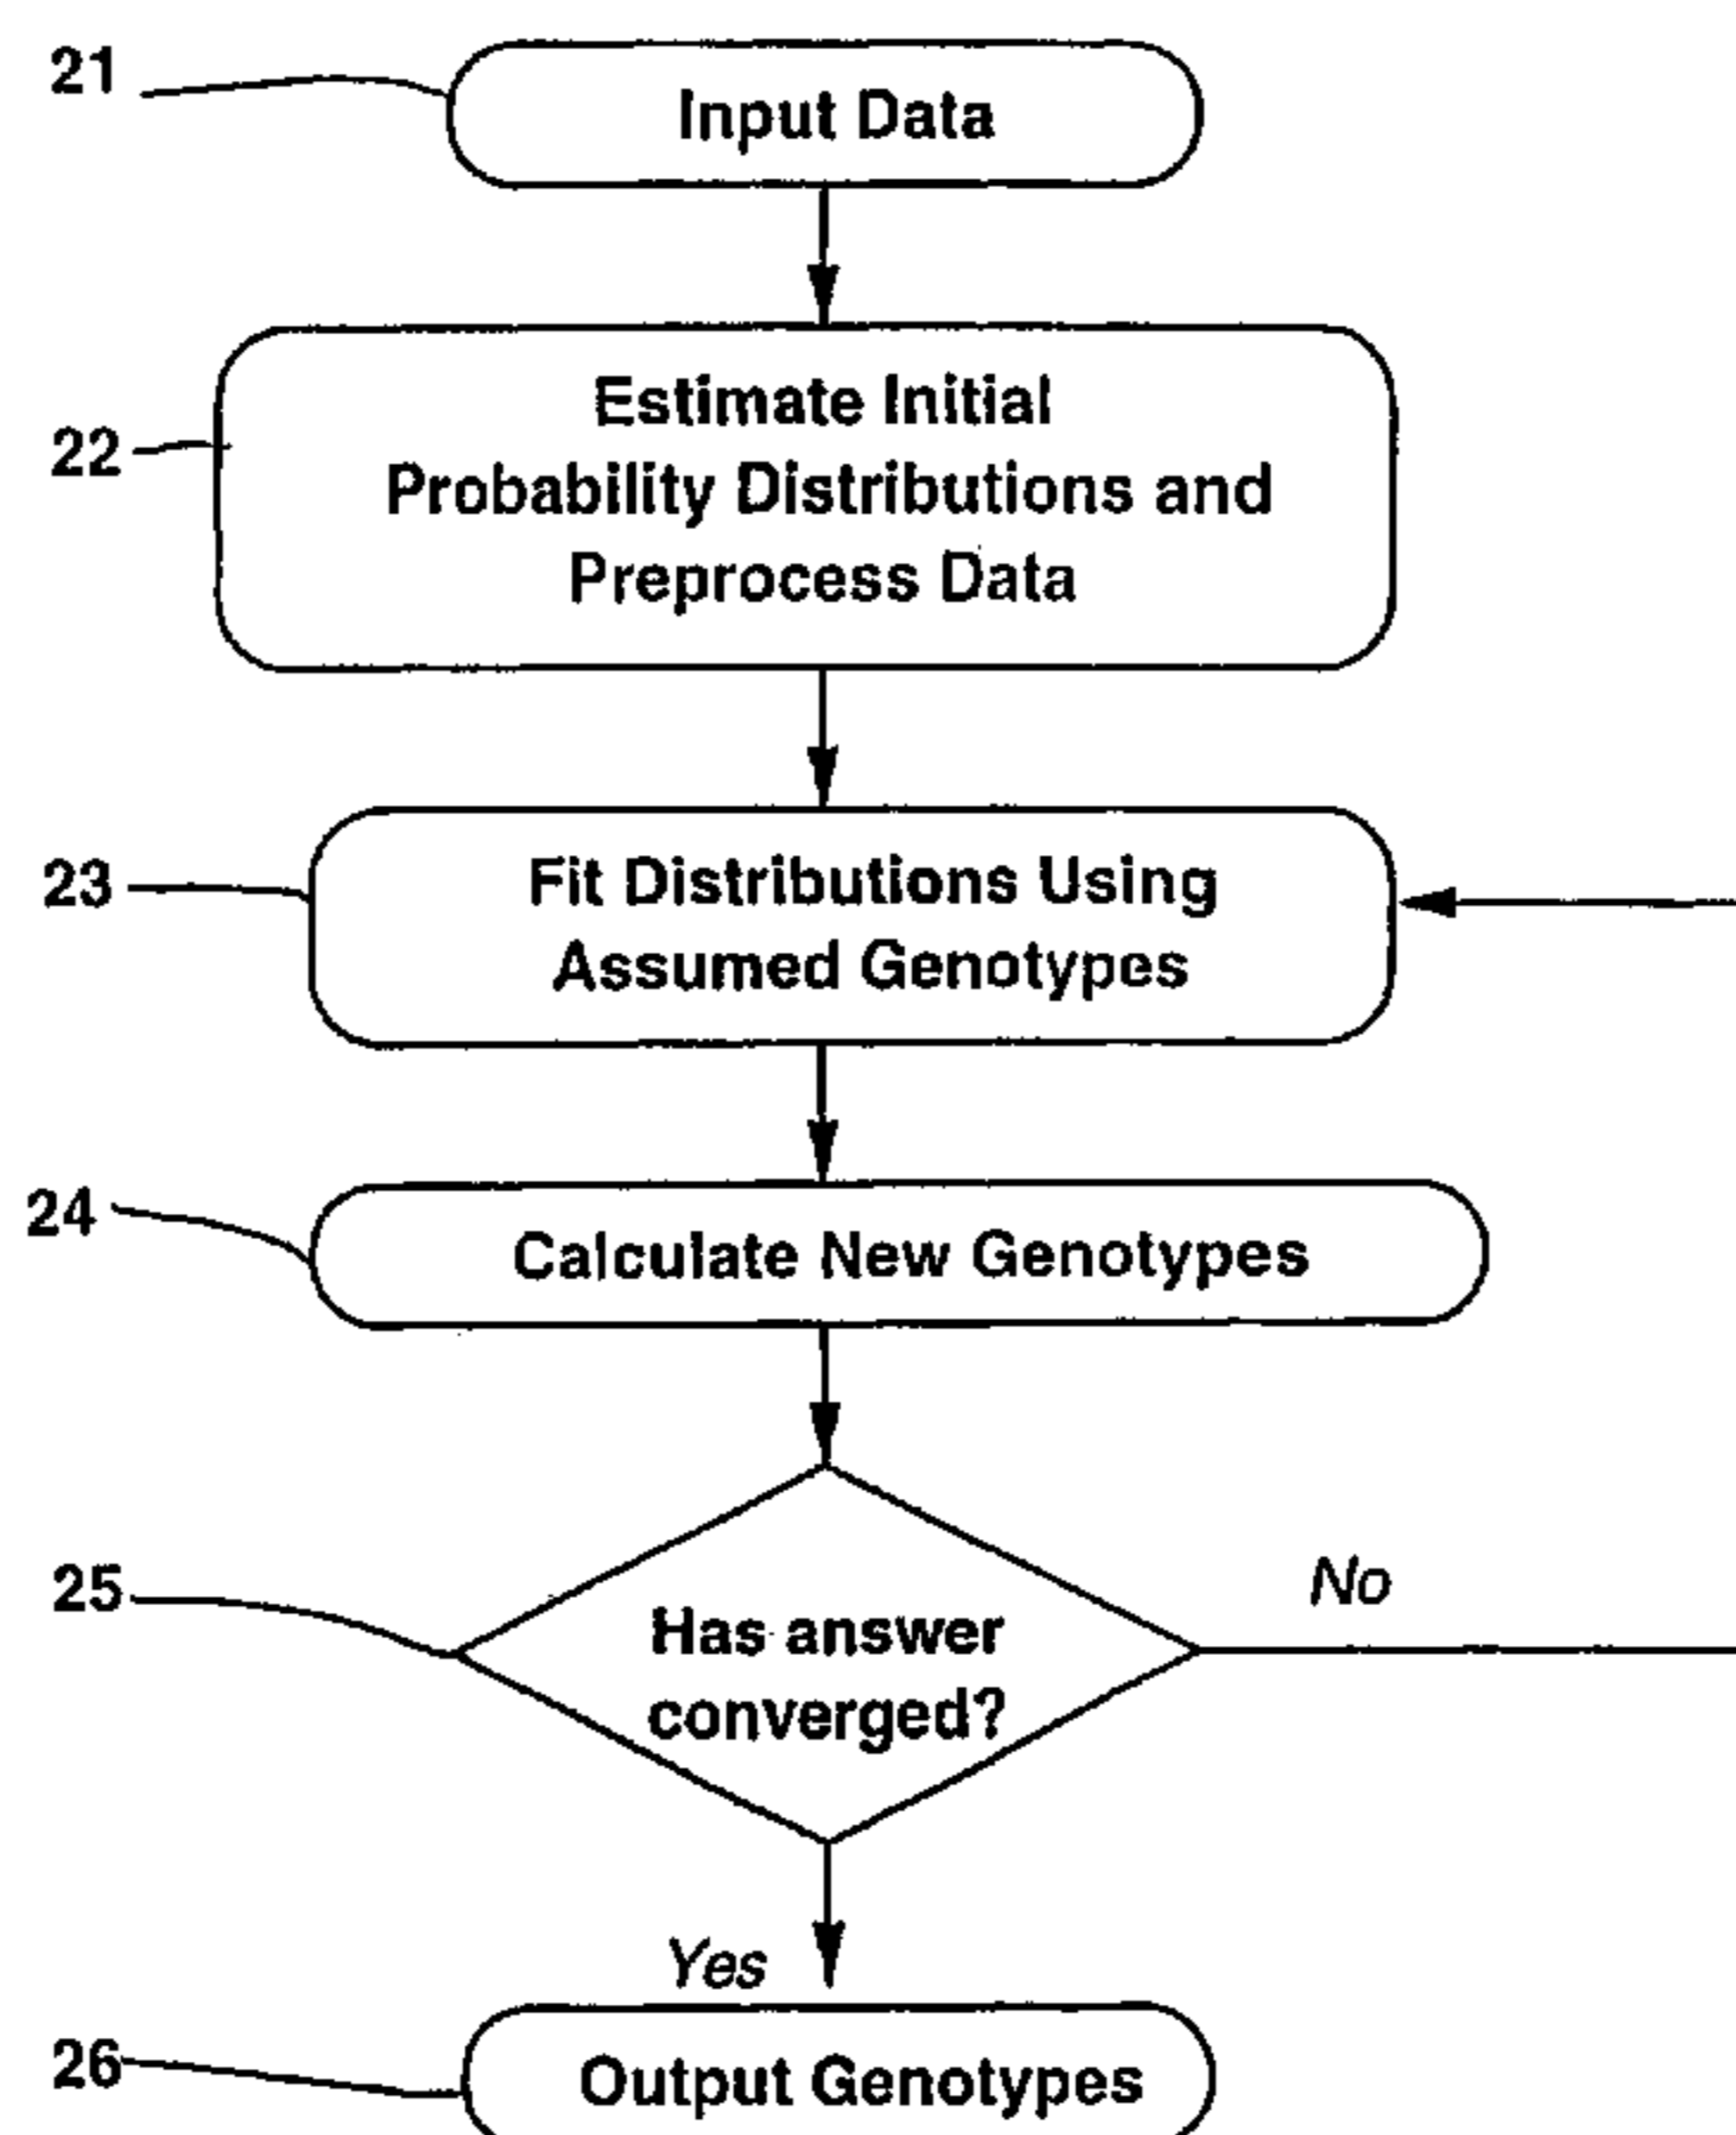 21
Input Data
22
Estimate Initial
Probability Distributions and
Preprocess Data
23
Fit Distributions Using
Assumed Genotypes
24
Calculate New Genotypes
25
Has answer
converged?
No
Yes
26
Output Genotypes